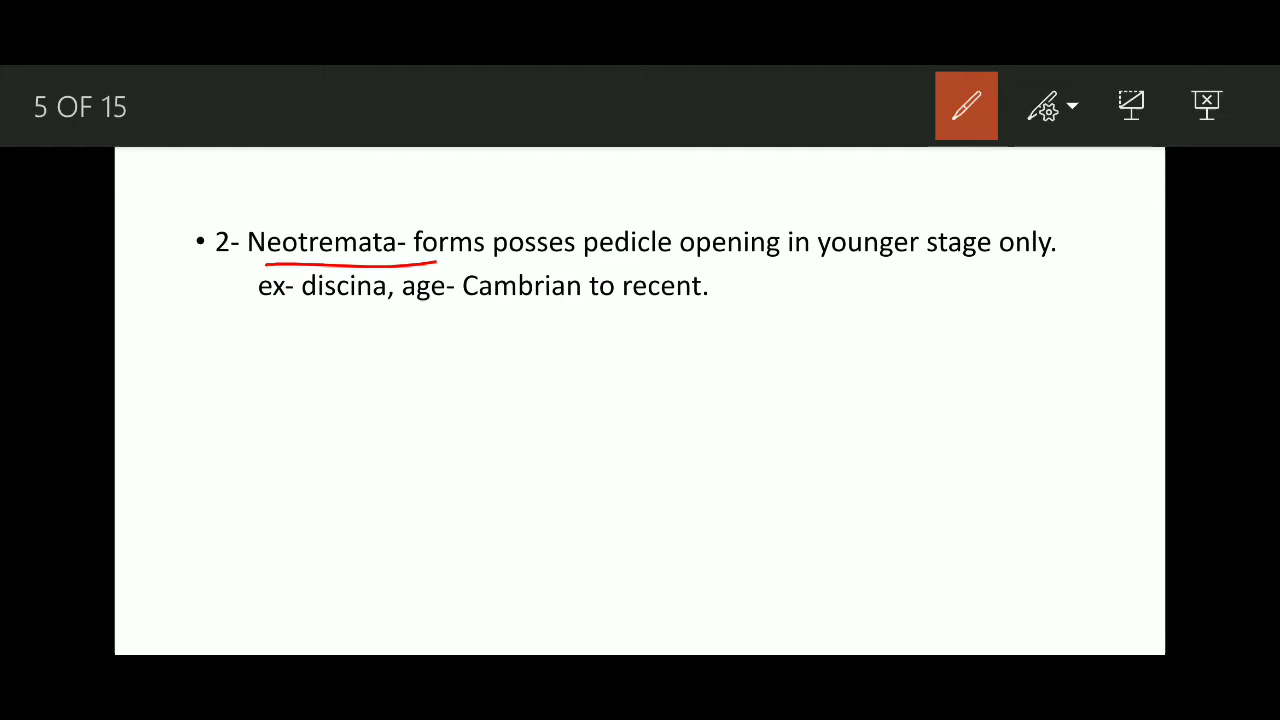 5 OF 15
• 2- Neotremata- forms posses pedicle opening in younger stage only.
ex- discina, age- Cambrian to recent.